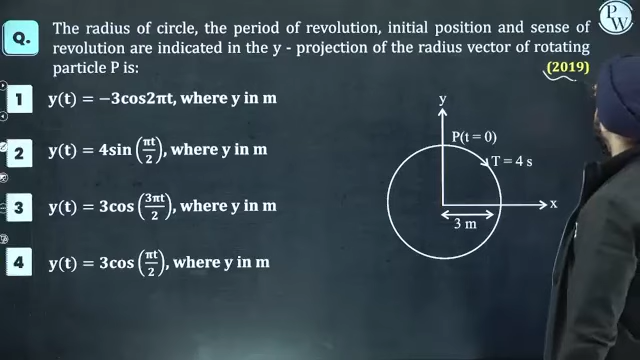 P
W
Q.
The radius of circle, the period of revolution, initial position and sense of
revolution are indicated in the y - projection of the radius vector of rotating
particle P is:
(2019)
1 y(t) = −3cos2πt, where y in m
2 y(t) = 4sin (πt/2), where y in m
3 y(t) = 3cos (3πt/2), where y in m
4 y(t) = 3cos (πt/2), where y in m
y
P(t = 0)
T = 4 s
x
3 m